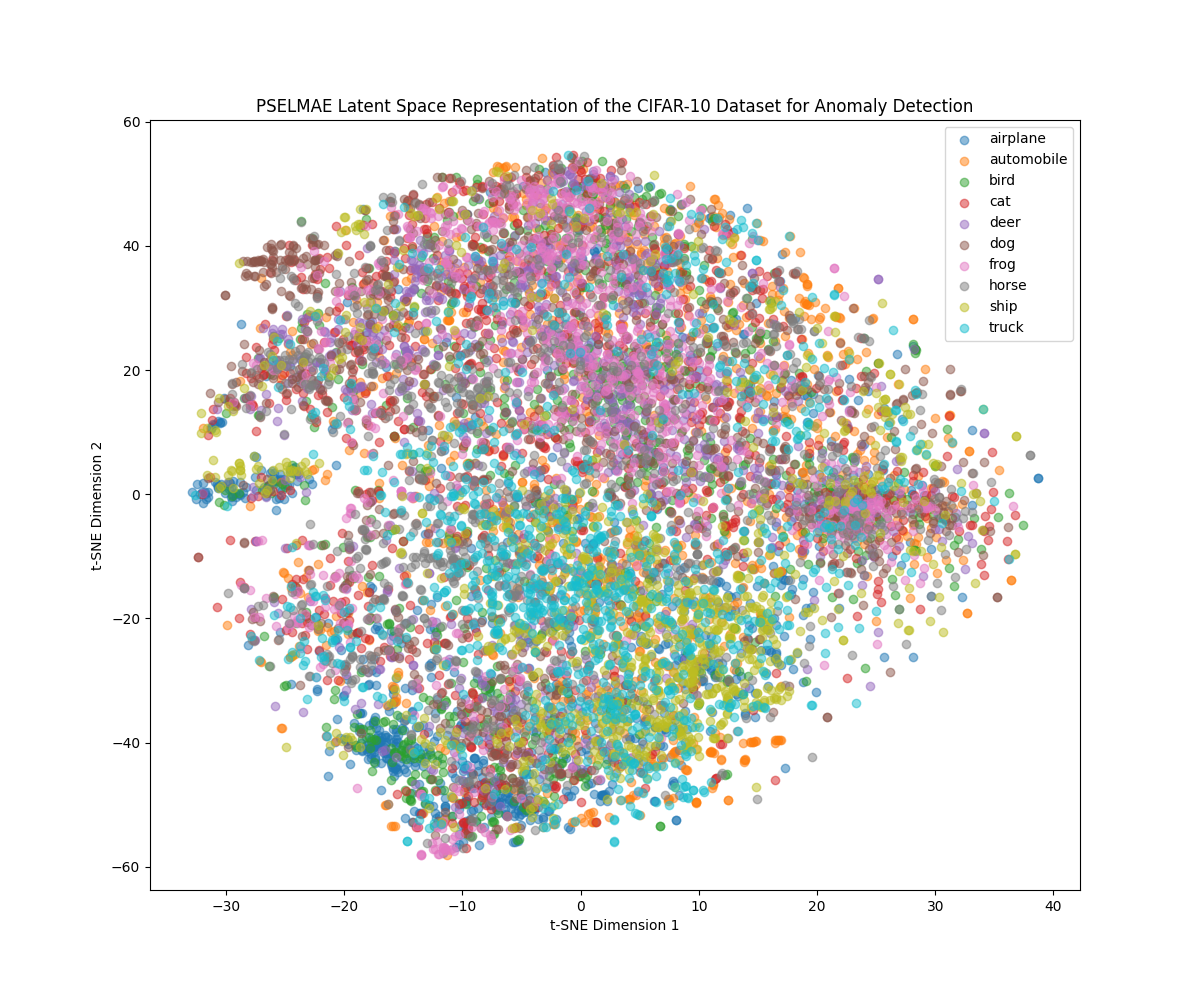 PSELMAE Latent Space Representation of the CIFAR-10 Dataset for Anomaly Detection
60
40
20
0
−20
−40
−60
t-SNE Dimension 2
airplane
automobile
bird
cat
deer
dog
frog
horse
ship
truck
−30 −20 −10 0 10 20 30 40
t-SNE Dimension 1